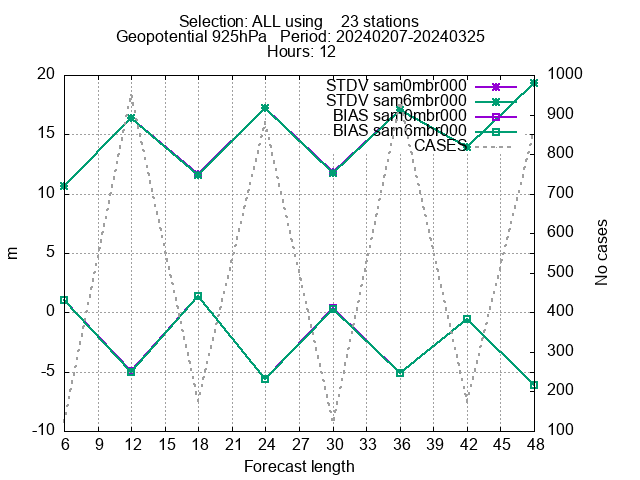 Selection: ALL using    23 stations
Geopotential 925hPa   Period: 20240207-20240325
Hours: 12
STDV sam0mbr000
STDV sam6mbr000
BIAS sam0mbr000
BIAS sam6mbr000
CASES
20
15
10
5
0
-5
-10
m
1000
900
800
700
600
500
400
300
200
100
No cases
6 9 12 15 18 21 24 27 30 33 36 39 42 45 48
Forecast length